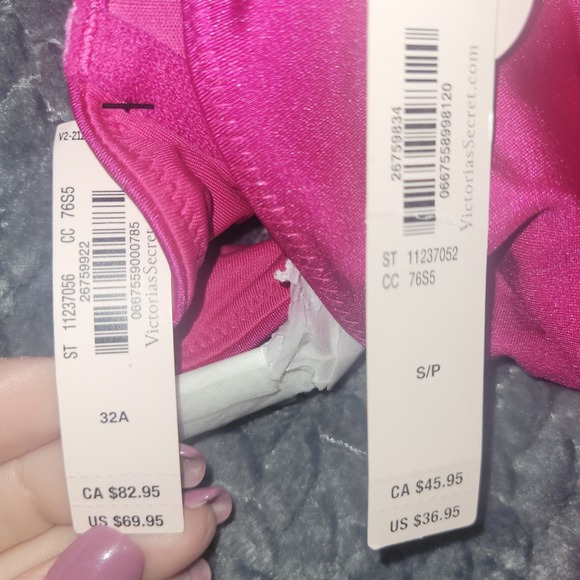 V2-211
ST 11237056 CC 76S5
26759922
0667559000785
VictoriasSecret
32A
CA $82.95
US $69.95
26759834
0667558998120
VictoriasSecret.com
ST 11237052
CC 76S5
S/P
CA $45.95
US $36.95